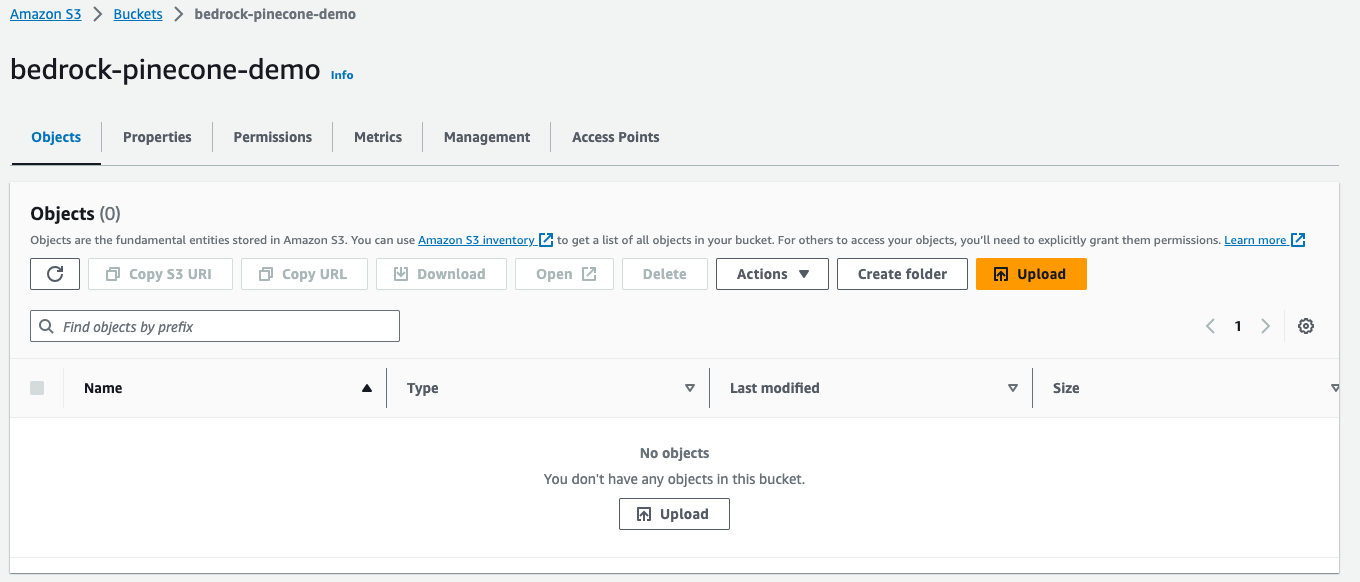 Amazon S3 > Buckets > bedrock-pinecone-demo
bedrock-pinecone-demo Info
Objects Properties Permissions Metrics Management Access Points
Objects (0)
Objects are the fundamental entities stored in Amazon S3. You can use Amazon S3 inventory to get a list of all objects in your bucket. For others to access your objects, you'll need to explicitly grant them permissions. Learn more
Copy S3 URI Copy URL Download Open Delete Actions Create folder Upload
Find objects by prefix 1
Name Type Last modified Size
No objects
You don't have any objects in this bucket.
Upload